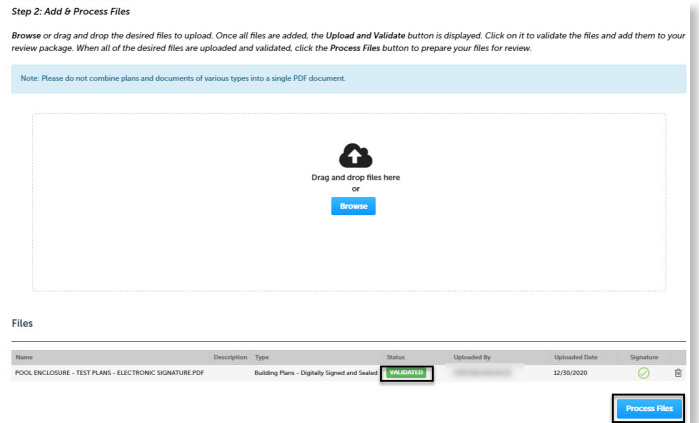 Step 2: Add & Process Files
Browse or drag and drop the desired files to upload. Once all files are added, the Upload and Validate button is displayed. Click on it to validate the files and add them to your
review package. When all of the desired files are uploaded and validated, click the Process Files button to prepare your files for review.
Note: Please do not combine plans and documents of various types into a single PDF document.
Drag and drop files here
or
Browse
Files
Name Description Type Status Uploaded By Uploaded Date Signature
POOL ENCLOSURE - TEST PLANS - ELECTRONIC SIGNATURE.PDF Building Plans - Digitally Signed and Sealed VALIDATED 12/30/2020
Process Files